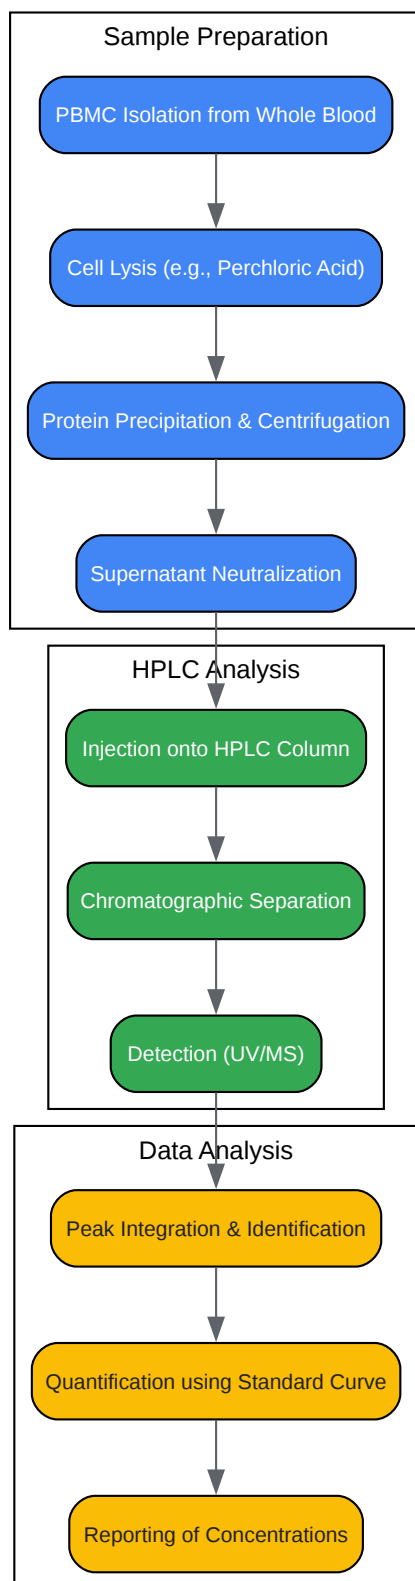 Sample Preparation
PBMC Isolation from Whole Blood
Cell Lysis (e.g., Perchloric Acid)
Protein Precipitation & Centrifugation
Supernatant Neutralization
HPLC Analysis
Injection onto HPLC Column
Chromatographic Separation
Detection (UV/MS)
Data Analysis
Peak Integration & Identification
Quantification using Standard Curve
Reporting of Concentrations